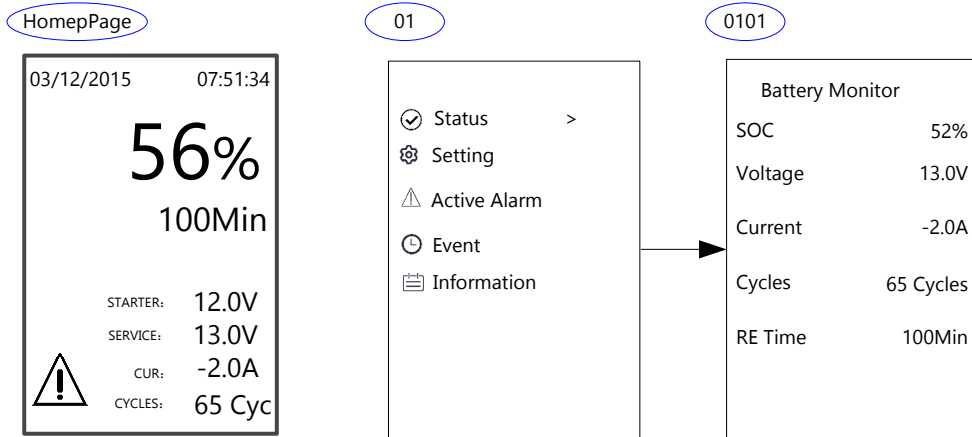 HomepPage
03/12/2015 07:51:34
56%
100Min
STARTER: 12.0V
SERVICE: 13.0V
CUR: -2.0A
CYCLES: 65 Cyc
01
Status >
Setting
Active Alarm
Event
Information
0101
Battery Monitor
SOC 52%
Voltage 13.0V
Current -2.0A
Cycles 65 Cycles
RE Time 100Min